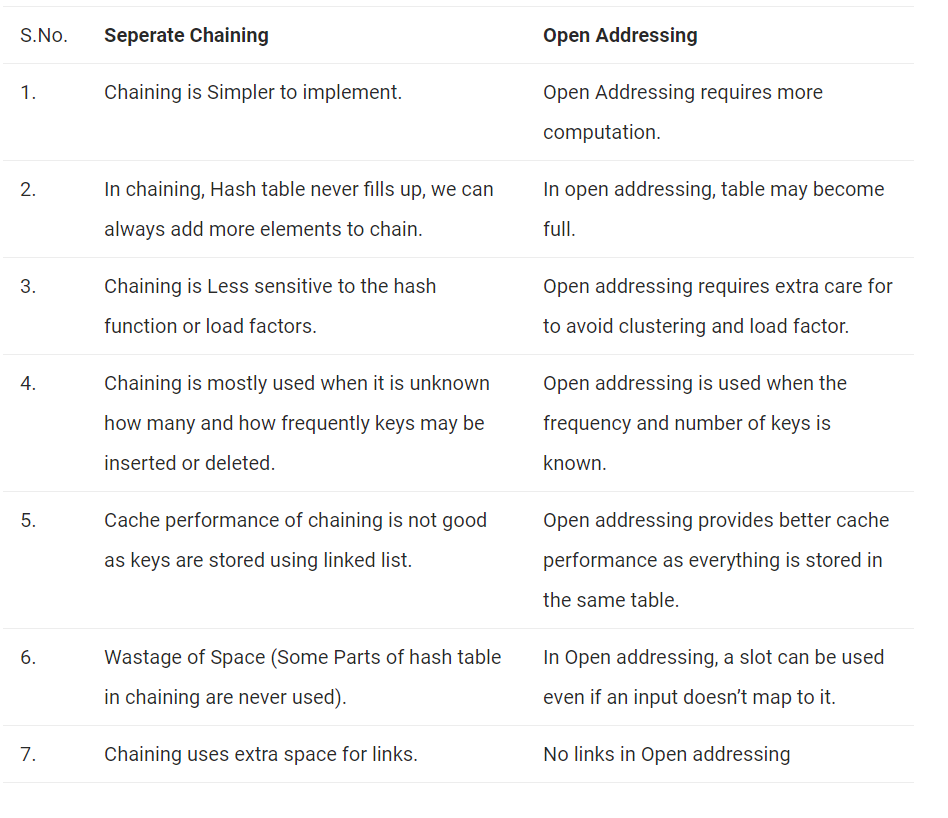 S.No. Seperate Chaining Open Addressing
1. Chaining is Simpler to implement. Open Addressing requires more
computation.
2. In chaining, Hash table never fills up, we can In open addressing, table may become
always add more elements to chain. full.
3. Chaining is Less sensitive to the hash Open addressing requires extra care for
function or load factors. to avoid clustering and load factor.
4. Chaining is mostly used when it is unknown Open addressing is used when the
how many and how frequently keys may be frequency and number of keys is
inserted or deleted. known.
5. Cache performance of chaining is not good Open addressing provides better cache
as keys are stored using linked list. performance as everything is stored in
the same table.
6. Wastage of Space (Some Parts of hash table In Open addressing, a slot can be used
in chaining are never used). even if an input doesn’t map to it.
7. Chaining uses extra space for links. No links in Open addressing